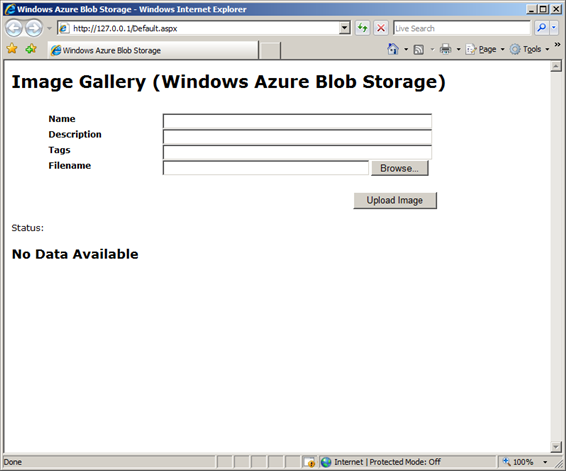 Windows Azure Blob Storage - Windows Internet Explorer
http://127.0.0.1/Default.aspx
Live Search
Windows Azure Blob Storage
Page
Tools
»
Image Gallery (Windows Azure Blob Storage)
Name
Description
Tags
Filename
Browse...
Upload Image
Status:
No Data Available
Done
Internet | Protected Mode: Off
100%